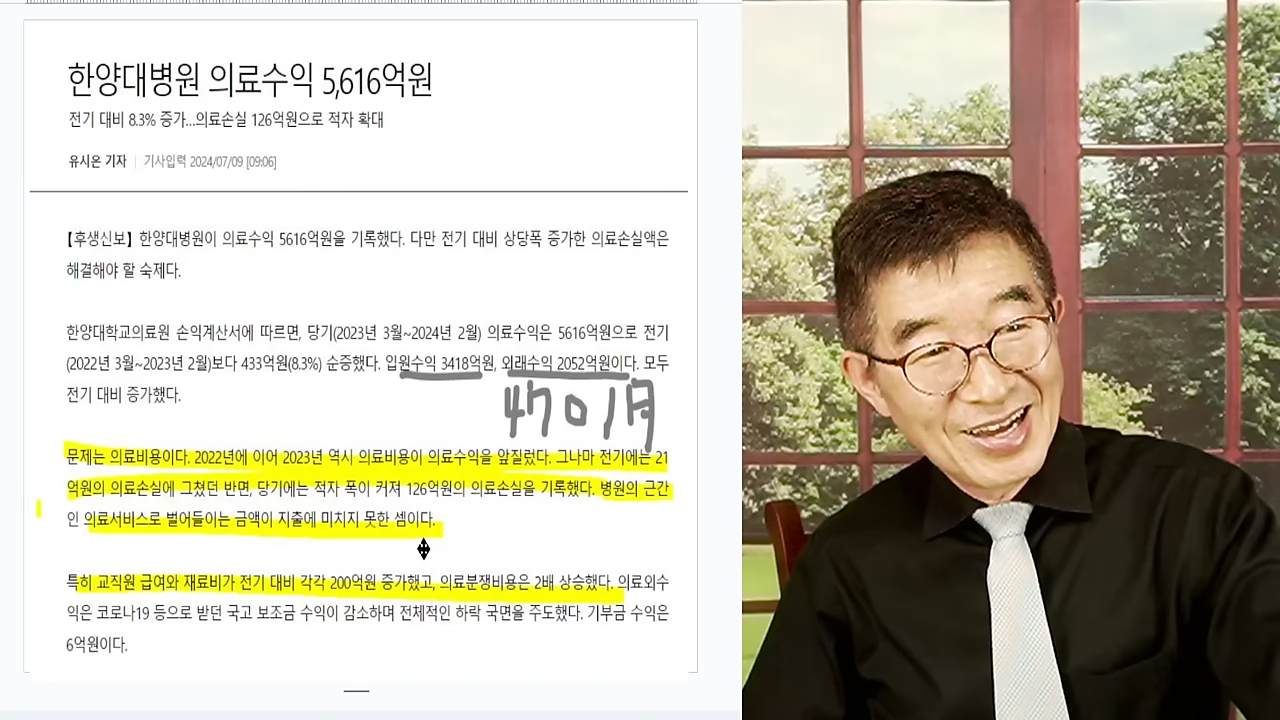 한양대병원 의료수익 5,616억원
전기 대비 8.3% 증가...의료손실 126억원으로 적자 확대
유시은 기자 | 기사입력 2024/07/09 [09:06]
【후생신보】 한양대병원이 의료수익 5616억원을 기록했다. 다만 전기 대비 상당폭 증가한 의료손실액은
해결해야 할 숙제다.
한양대학교의료원 손익계산서에 따르면, 당기(2023년 3월~2024년 2월) 의료수익은 5616억원으로 전기
(2022년 3월~2023년 2월)보다 433억원(8.3%) 순증했다. 입원수익 3418억원, 외래수익 2052억원이다. 모두
전기 대비 증가했다.
470/月
문제는 의료비용이다. 2022년에 이어 2023년 역시 의료비용이 의료수익을 앞질렀다. 그나마 전기에는 21
억원의 의료손실에 그쳤던 반면, 당기에는 적자 폭이 커져 126억원의 의료손실을 기록했다. 병원의 근간
인 의료서비스로 벌어들이는 금액이 지출에 미치지 못한 셈이다.
특히 교직원 급여와 재료비가 전기 대비 각각 200억원 증가했고, 의료분쟁비용은 2배 상승했다. 의료외수
익은 코로나19 등으로 받던 국고 보조금 수익이 감소하며 전체적인 하락 국면을 주도했다. 기부금 수익은
6억원이다.